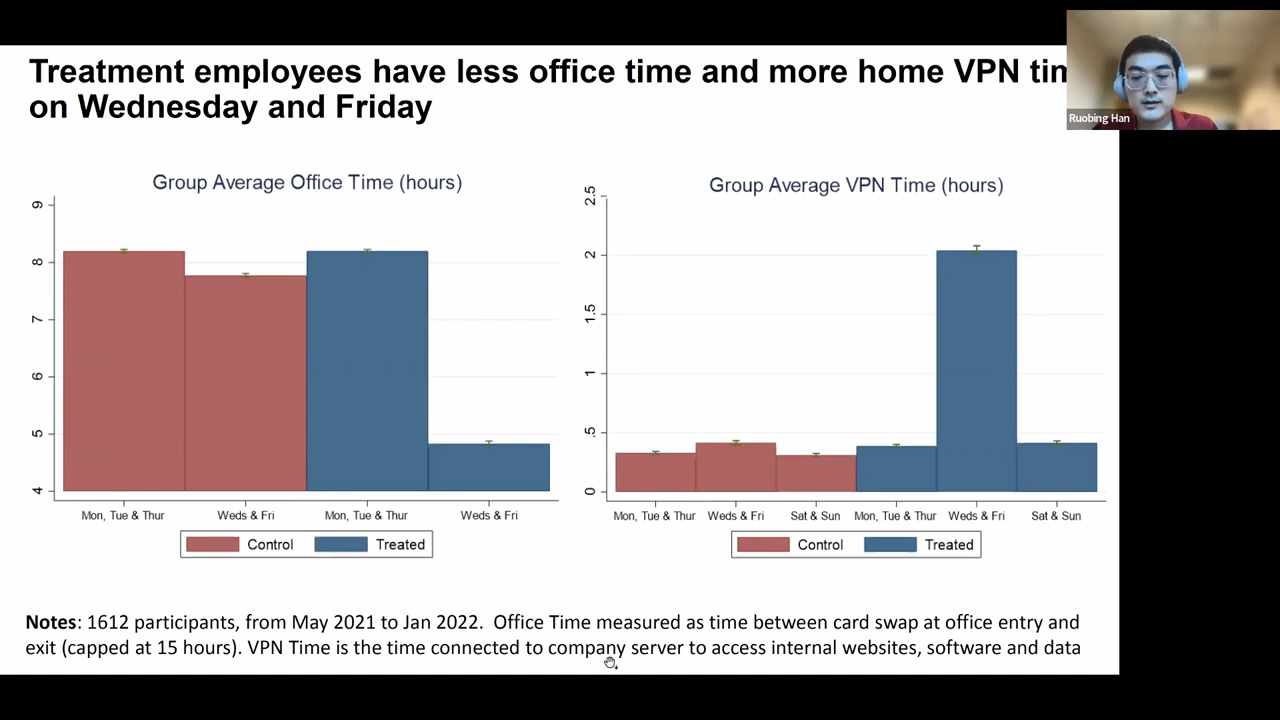 Treatment employees have less office time and more home VPN
on Wednesday and Friday
Ruobing Han
Group Average Office Time (hours)
9
8
7
6
5
4
Mon, Tue & Thur
Weds & Fri
Mon, Tue & Thur
Weds & Fri
Control
Treated
Group Average VPN Time (hours)
2.5
2
1.5
1
.5
0
Mon, Tue & Thur
Weds & Fri
Sat & Sun
Mon, Tue & Thur
Weds & Fri
Sat & Sun
Control
Treated
Notes: 1612 participants, from May 2021 to Jan 2022. Office Time measured as time between card swap at office entry and
exit (capped at 15 hours). VPN Time is the time connected to company server to access internal websites, software and data